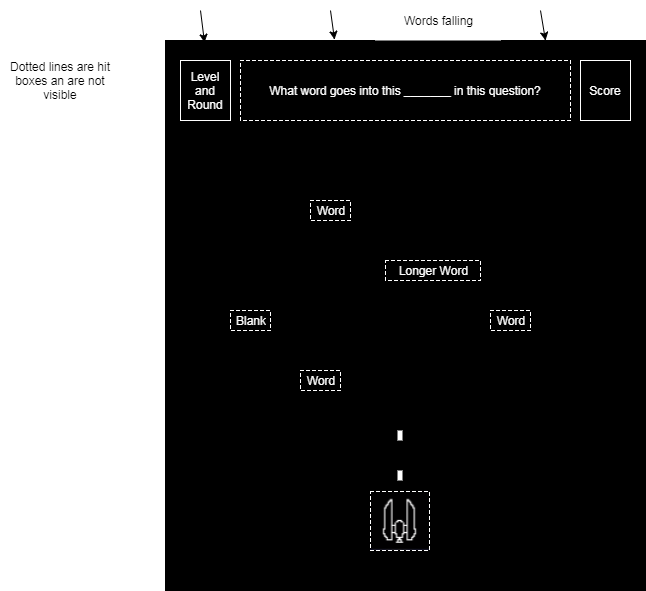 Words falling
Dotted lines are hit
boxes an are not
visible
Level
and
Round
What word goes into this _______ in this question?
Score
Word
Longer Word
Blank
Word
Word